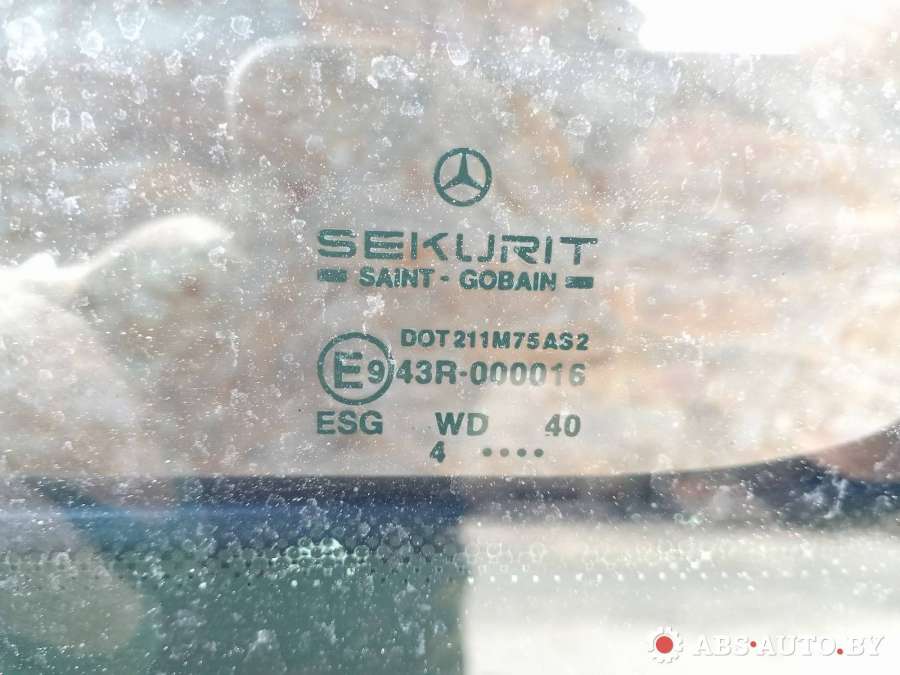 SEKURIT
SAINT - GOBAIN
DOT 211M75AS2
E9 43R-000016
ESG WD 40
4 ••••
ABS-AUTO.BY